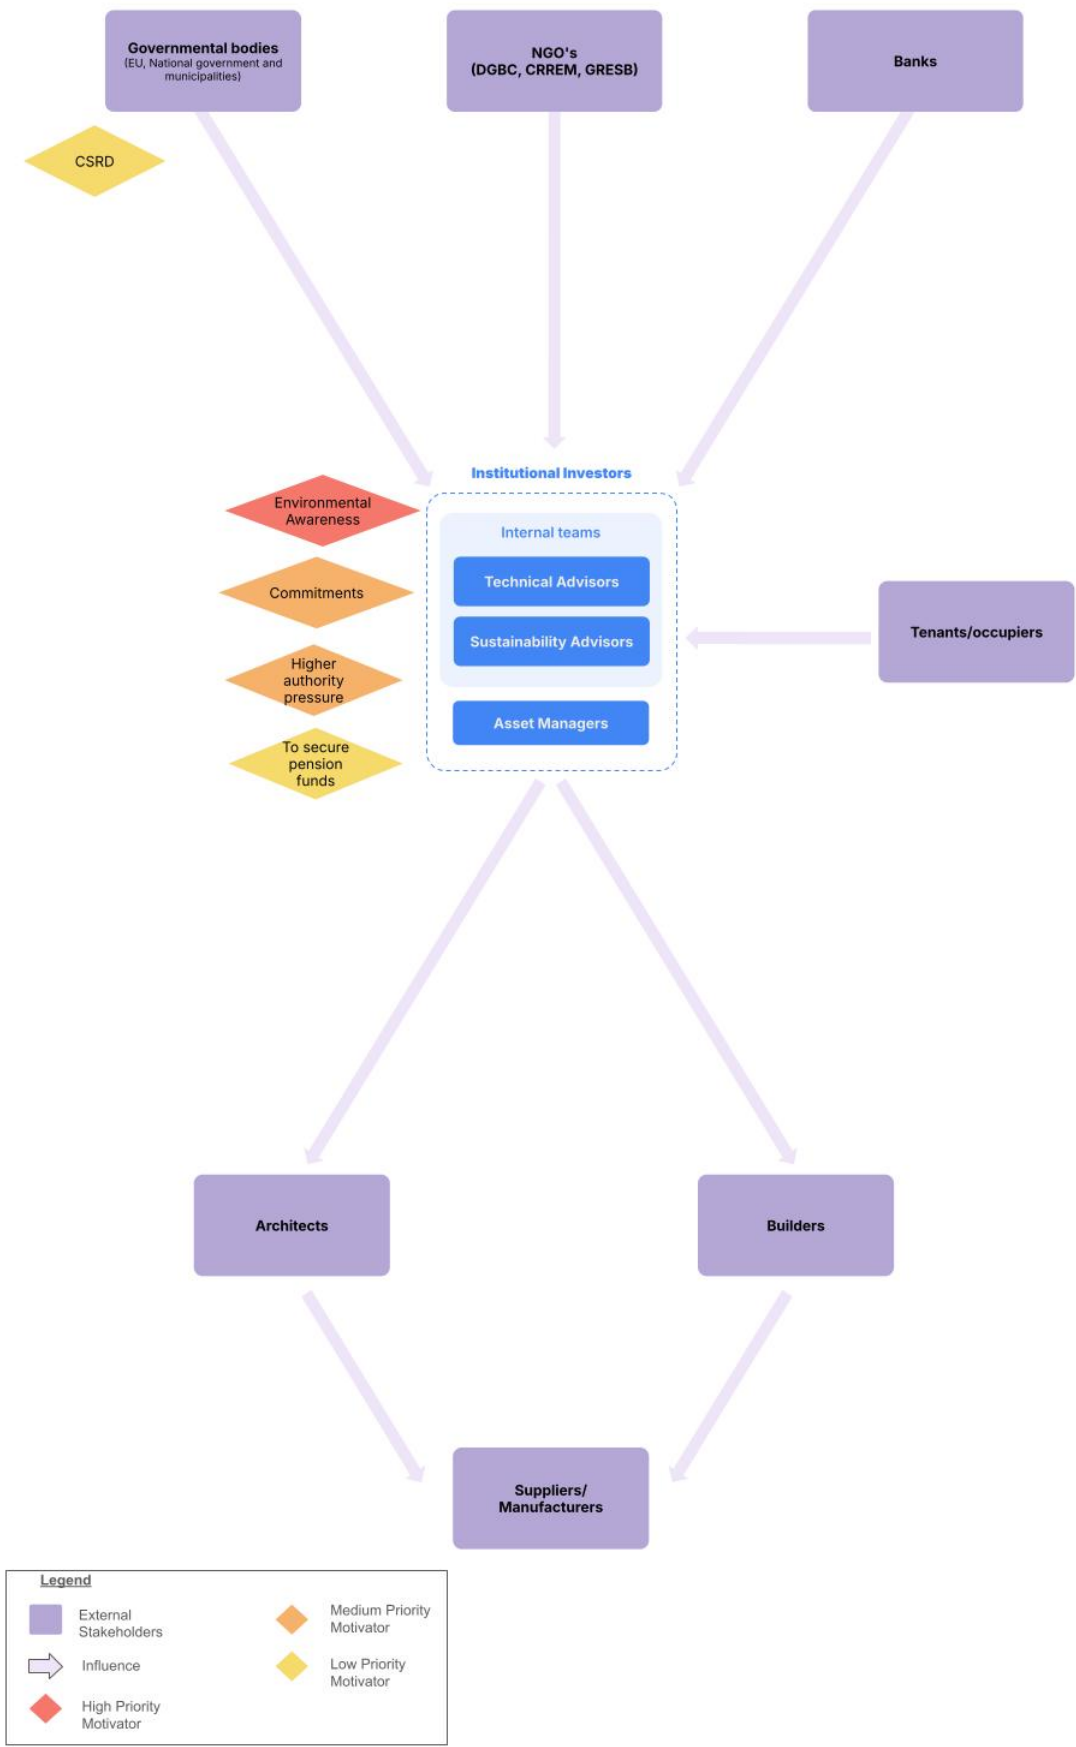 Governmental bodies
(EU, National government and
municipalities)
NGO's
(DGBC, CRREM, GRESB)
Banks
CSRD
Institutional Investors
Environmental
Awareness
Internal teams
Commitments
Technical Advisors
Sustainability Advisors
Tenants/occupiers
Higher
authority
pressure
Asset Managers
To secure
pension
funds
Architects
Builders
Suppliers/
Manufacturers
Legend
External
Stakeholders
Influence
High Priority
Motivator
Medium Priority
Motivator
Low Priority
Motivator